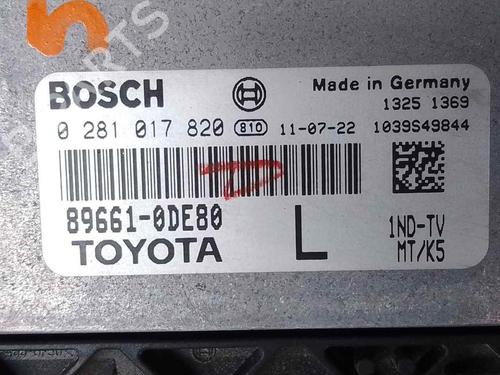 5
BOSCH
Made in Germany
1325 1369
0 281 017 820 810 11-07-22 1039S49844
89661-0DE80
TOYOTA
L
1ND-TV
MT/K5